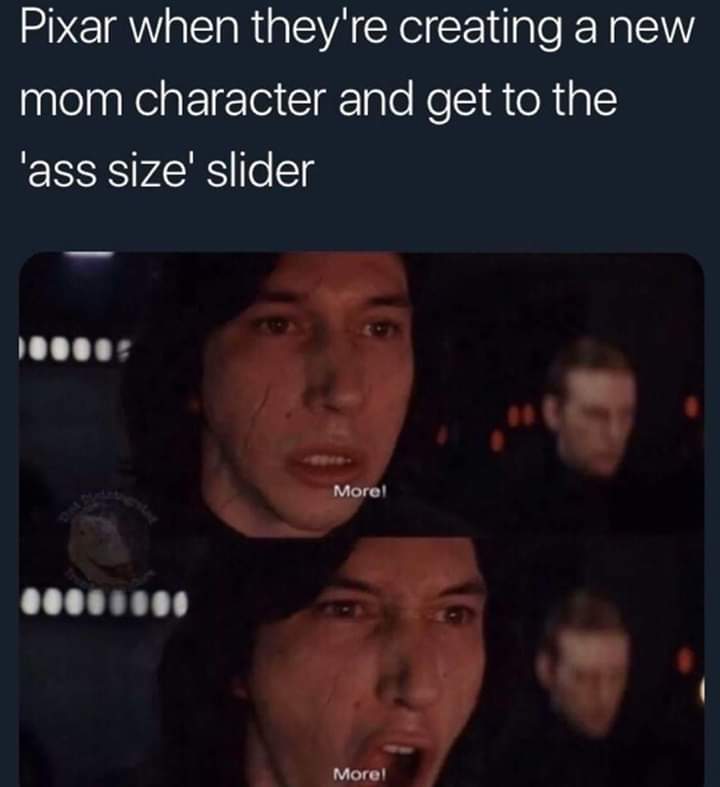 Pixar when they're creating a new
mom character and get to the
'ass size' slider
More!
More!